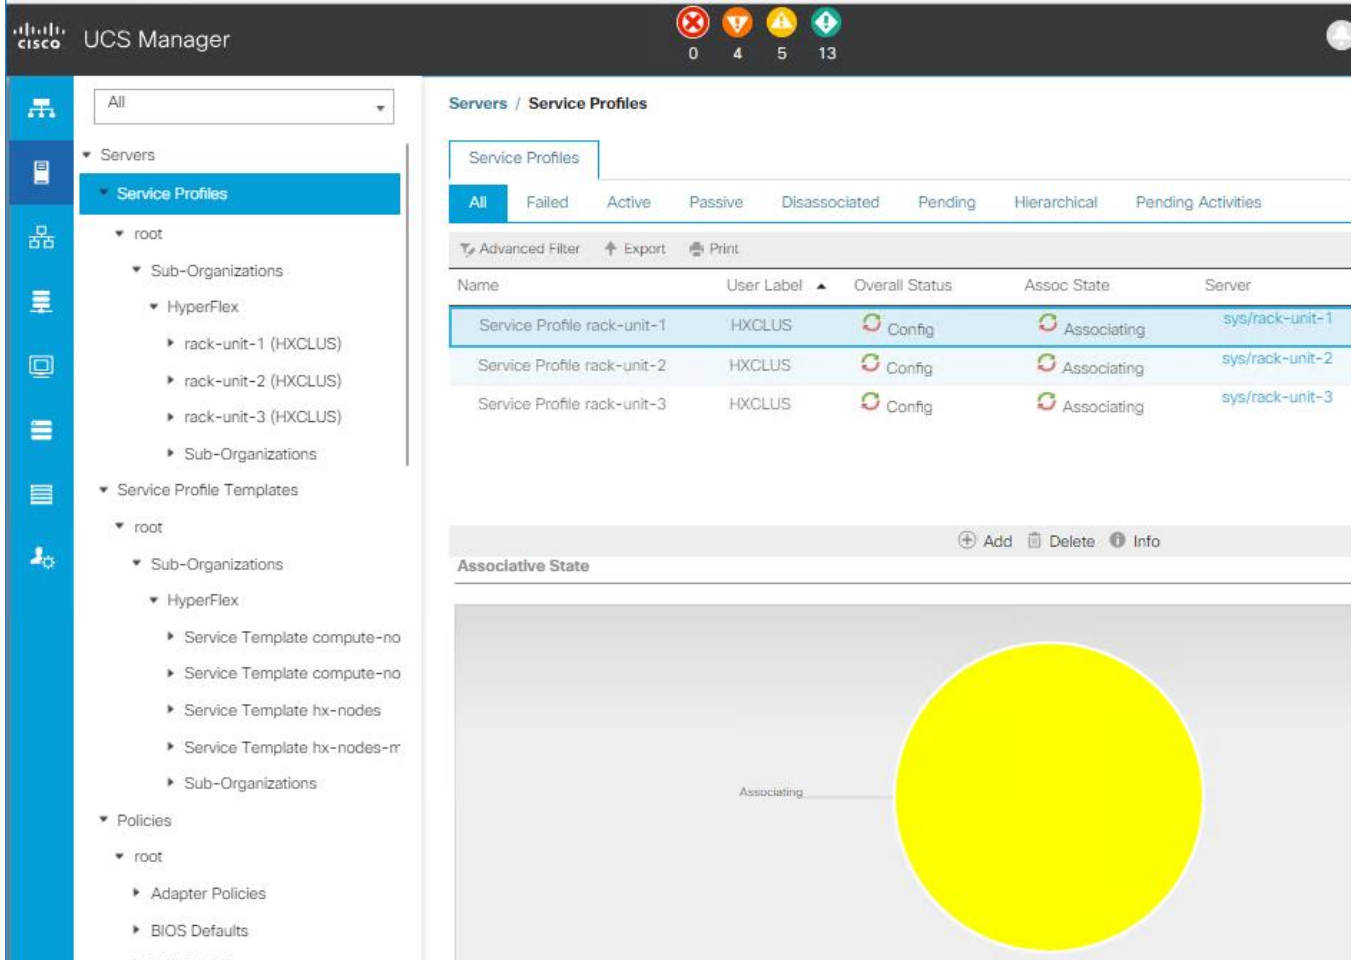 cisco UCS Manager
0 4 5 13
All
Servers
Service Profiles
root
Sub-Organizations
HyperFlex
rack-unit-1 (HXCLUS)
rack-unit-2 (HXCLUS)
rack-unit-3 (HXCLUS)
Sub-Organizations
Service Profile Templates
root
Sub-Organizations
HyperFlex
Service Template compute-no
Service Template compute-no
Service Template hx-nodes
Service Template hx-nodes-m
Sub-Organizations
Policies
root
Adapter Policies
BIOS Defaults
Servers / Service Profiles
Service Profiles
All Failed Active Passive Disassociated Pending Hierarchical Pending Activities
Advanced Filter Export Print
Name User Label Overall Status Assoc State Server
Service Profile rack-unit-1 HXCLUS Config Associating sys/rack-unit-1
Service Profile rack-unit-2 HXCLUS Config Associating sys/rack-unit-2
Service Profile rack-unit-3 HXCLUS Config Associating sys/rack-unit-3
Add Delete Info
Associative State
Associating